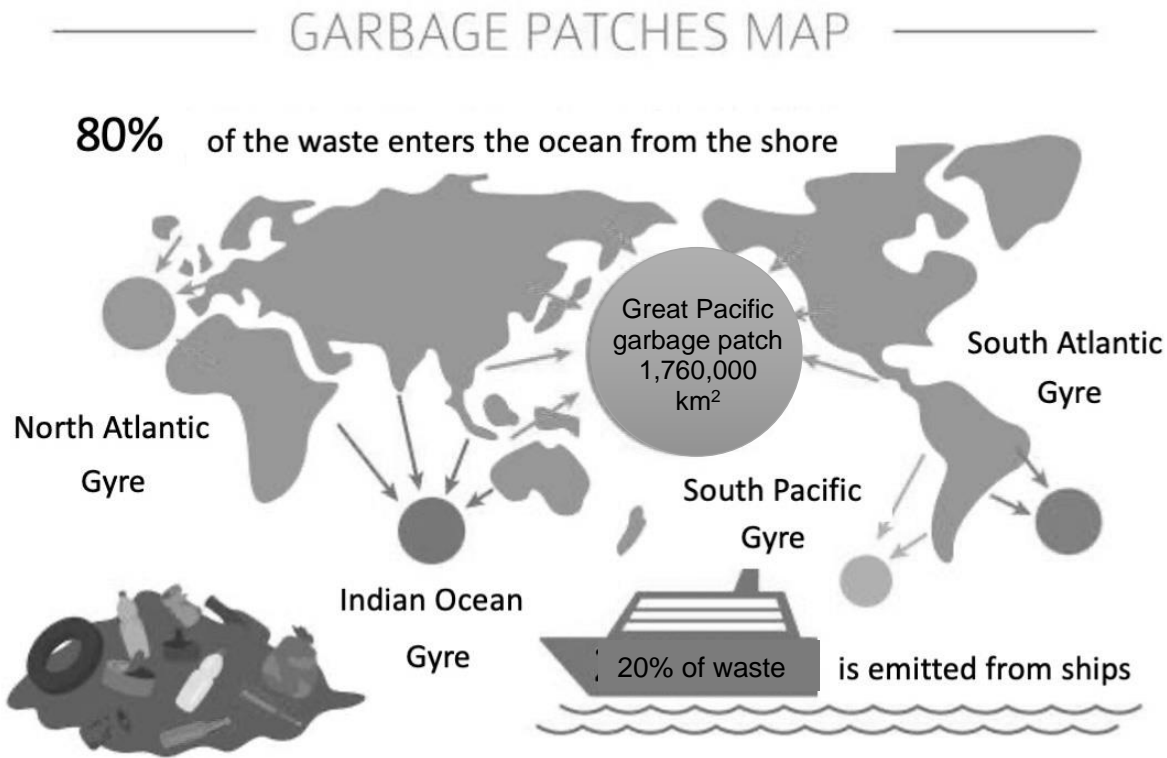 GARBAGE PATCHES MAP
80% of the waste enters the ocean from the shore
Great Pacific
garbage patch
1,760,000
km²
South Atlantic
Gyre
North Atlantic
Gyre
South Pacific
Gyre
Indian Ocean
Gyre
20% of waste is emitted from ships